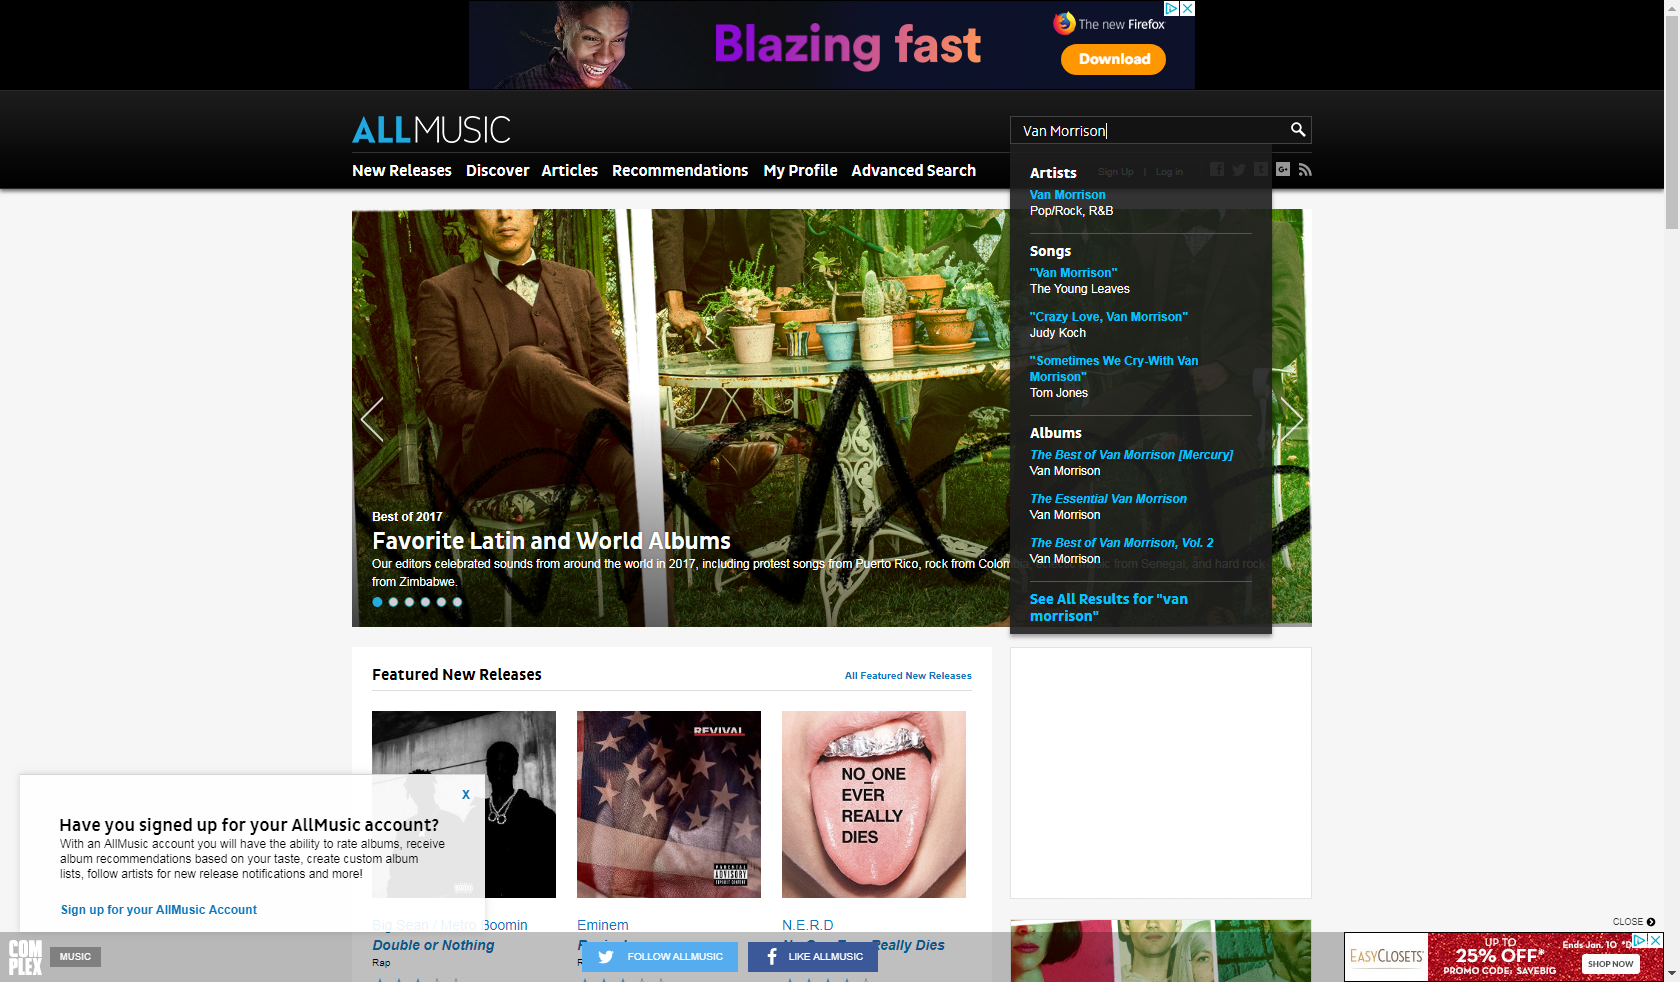 Blazing fast
The new Firefox
Download
ALLMUSIC
Van Morrison
New Releases
Discover
Articles
Recommendations
My Profile
Advanced Search
Sign Up | Log in
Artists
Van Morrison
Pop/Rock, R&B
Songs
"Van Morrison"
The Young Leaves
"Crazy Love, Van Morrison"
Judy Koch
"Sometimes We Cry-With Van
Morrison"
Tom Jones
Albums
The Best of Van Morrison [Mercury]
Van Morrison
The Essential Van Morrison
Van Morrison
The Best of Van Morrison, Vol. 2
Van Morrison
See All Results for "van
morrison"
Best of 2017
Favorite Latin and World Albums
Our editors celebrated sounds from around the world in 2017, including protest songs from Puerto Rico, rock from Colombia, from Senegal, and hard rock
from Zimbabwe.
Featured New Releases
All Featured New Releases
REVIVAL
PARENTAL
ADVISORY
EXPLICIT CONTENT
NO_ONE
EVER
REALLY
DIES
X
Have you signed up for your AllMusic account?
With an AllMusic account you will have the ability to rate albums, receive
album recommendations based on your taste, create custom album
lists, follow artists for new release notifications and more!
Sign up for your AllMusic Account
Big Sean / Metro Boomin
Double or Nothing
Rap
Eminem
N.E.R.D
No One Ever Really Dies
COM
PLEX
MUSIC
FOLLOW ALLMUSIC
LIKE ALLMUSIC
CLOSE
EASYCLOSETS
UP TO
25% OFF*
PROMO CODE: SAVEBIG
Ends Jan. 10
SHOP NOW